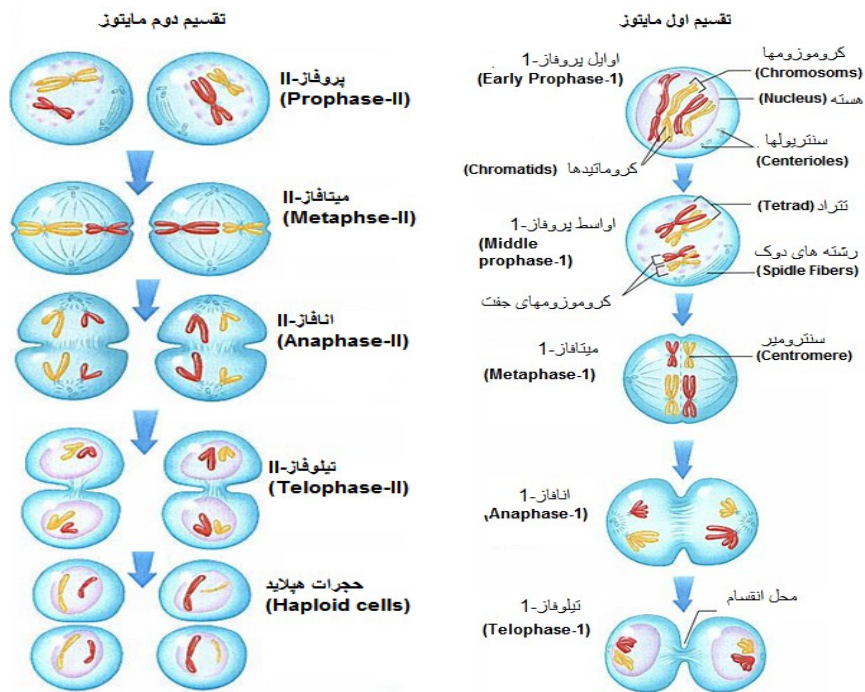 تقسیم اول مایتوز
اوایل پروفاز-1
(Early Prophase-1)
کروموزومها
(Chromosoms)
هسته (Nucleus)
سنتریولها
(Centerioles)
کروماتیدها (Chromatids)
اواسط پروفاز-1
(Middle
prophase-1)
تتراد (Tetrad)
رشته های دوک
(Spidle Fibers)
کروموزومهای جفت
میتافاز-1
(Metaphase-1)
سنترومیر
(Centromere)
انافاز-1
(Anaphase-1
تیلوفاز-1
(Telophase-1)
محل انقسام
تقسیم دوم مایتوز
پروفاز-II
(Prophase-II)
میتافاز-II
(Metaphse-II)
انافاز-II
(Anaphase-II)
تیلوفاز-II
(Telophase-II)
حجرات هپلاید
(Haploid cells)